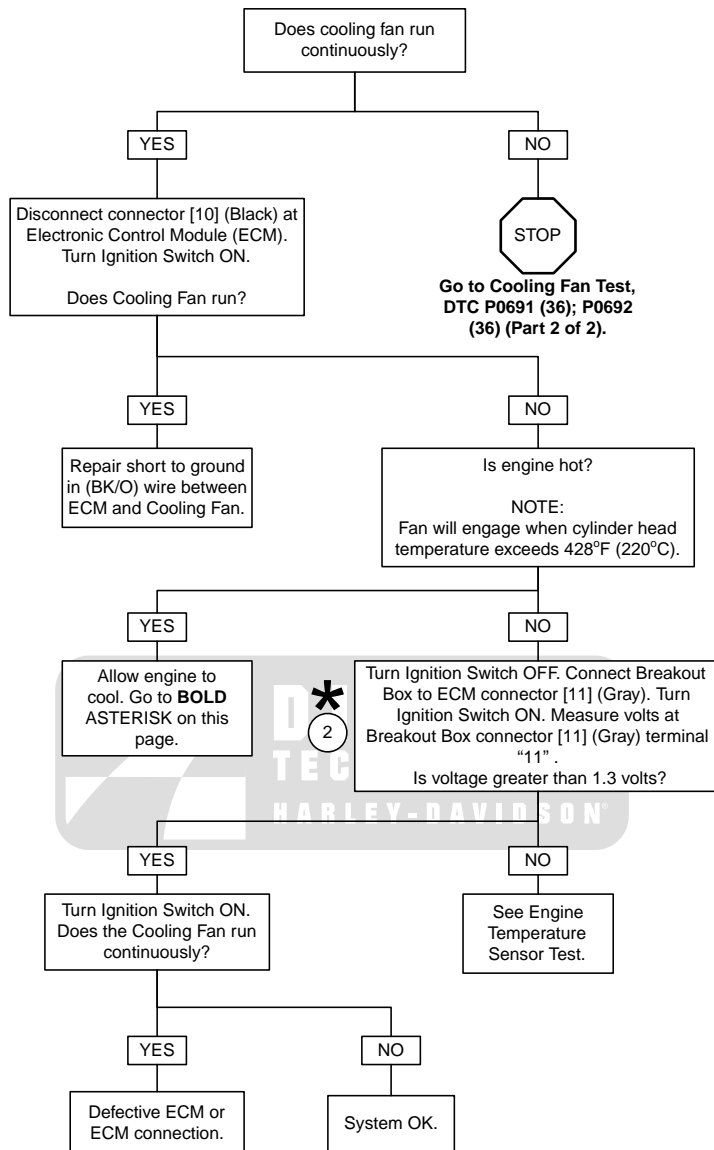 Does cooling fan run
continuously?
YES
NO
Disconnect connector [10] (Black) at
Electronic Control Module (ECM).
Turn Ignition Switch ON.
Does Cooling Fan run?
STOP
Go to Cooling Fan Test,
DTC P0691 (36); P0692
(36) (Part 2 of 2).
YES
NO
Repair short to ground
in (BK/O) wire between
ECM and Cooling Fan.
Is engine hot?
NOTE:
Fan will engage when cylinder head
temperature exceeds 428°F (220°C).
YES
NO
Allow engine to
cool. Go to BOLD
ASTERISK on this
page.
*
2
Turn Ignition Switch OFF. Connect Breakout
Box to ECM connector [11] (Gray). Turn
Ignition Switch ON. Measure volts at
Breakout Box connector [11] (Gray) terminal
“11” .
Is voltage greater than 1.3 volts?
HARLEY-DAVIDSON®
YES
NO
Turn Ignition Switch ON.
Does the Cooling Fan run
continuously?
See Engine
Temperature
Sensor Test.
YES
NO
Defective ECM or
ECM connection.
System OK.